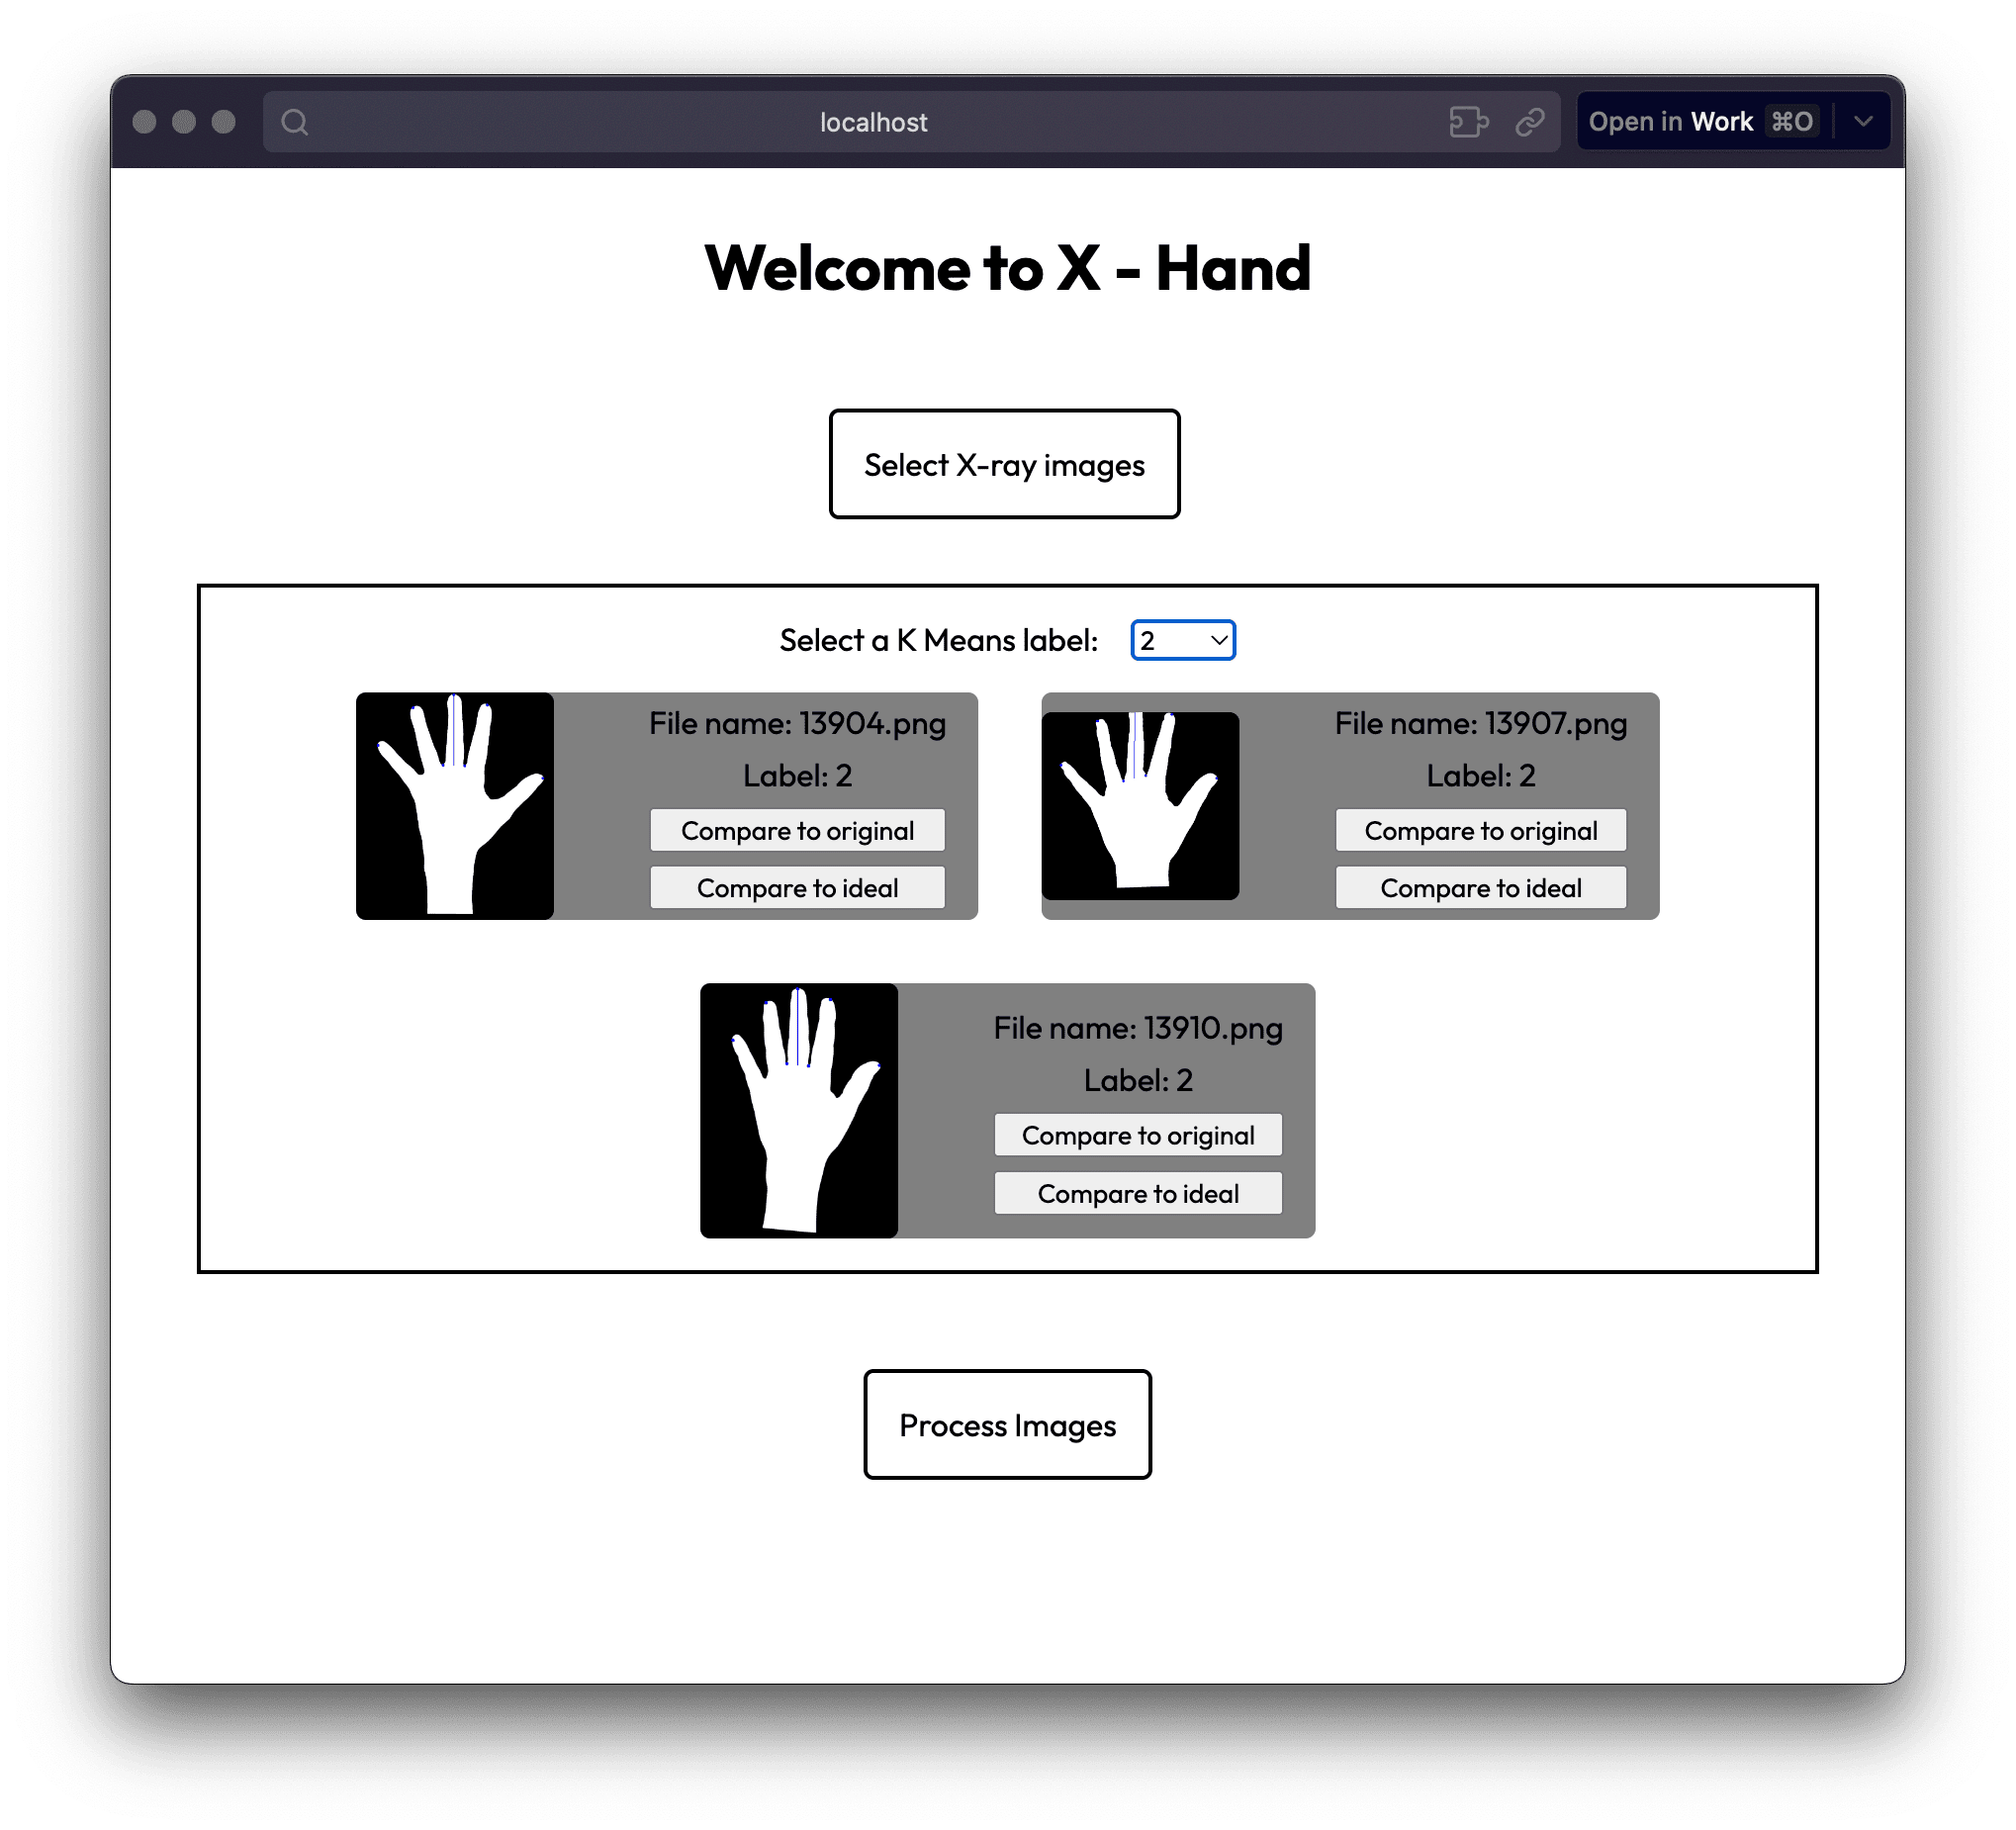 localhost
Open in Work ⌘O
Welcome to X - Hand
Select X-ray images
Select a K Means label: 2
File name: 13904.png
Label: 2
Compare to original
Compare to ideal
File name: 13907.png
Label: 2
Compare to original
Compare to ideal
File name: 13910.png
Label: 2
Compare to original
Compare to ideal
Process Images